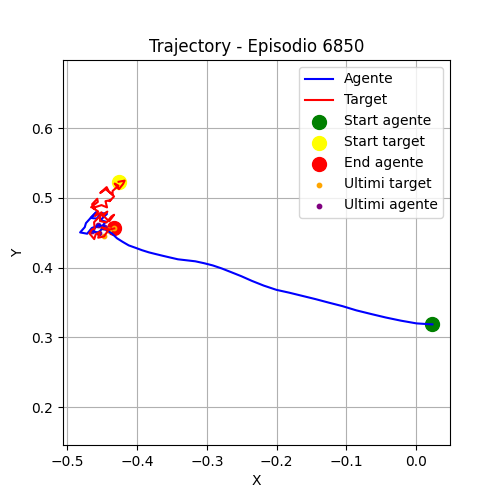 Trajectory - Episodio 6850
Agente
Target
Start agente
Start target
End agente
Ultimi target
Ultimi agente
Y
0.6
0.5
0.4
0.3
0.2
−0.5
−0.4
−0.3
−0.2
−0.1
0.0
X